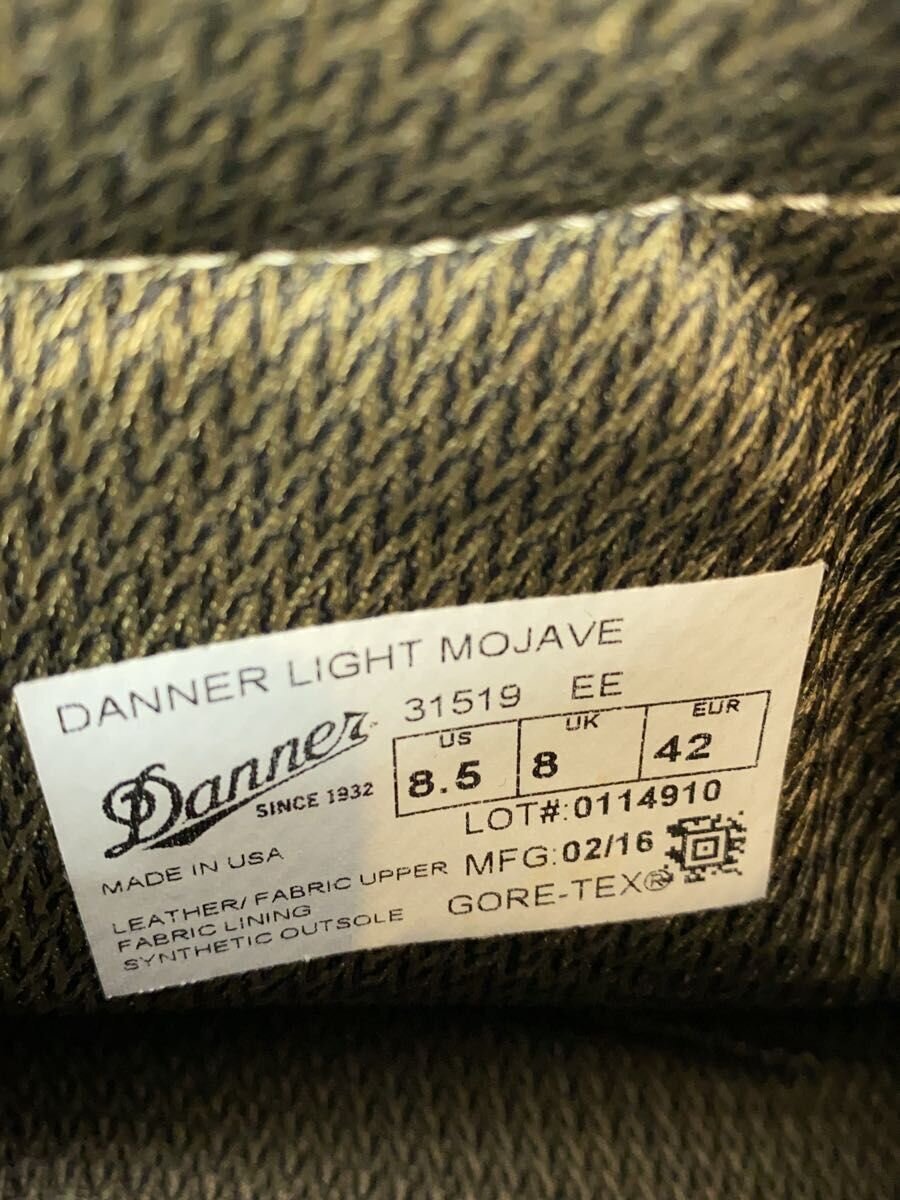 DANNER LIGHT MOJAVE
31519 EE
Danner
SINCE 1932
US UK EUR
8.5 8 42
LOT#:0114910
MADE IN USA
MFG:02/16
LEATHER/ FABRIC UPPER
FABRIC LINING
SYNTHETIC OUTSOLE
GORE-TEX®